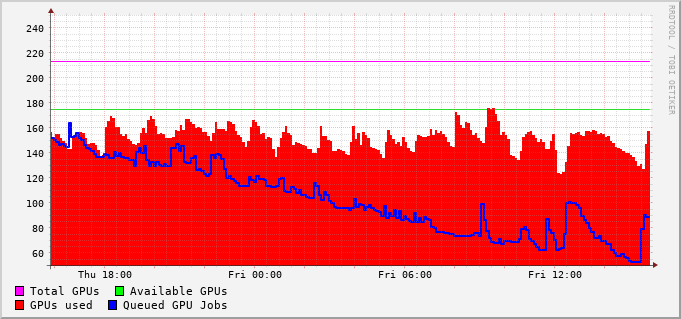 RRDTOOL / TOBI OETIKER
240
220
200
180
160
140
120
100
80
60
Thu 18:00 Fri 00:00 Fri 06:00 Fri 12:00
Total GPUs Available GPUs
GPUs used Queued GPU Jobs